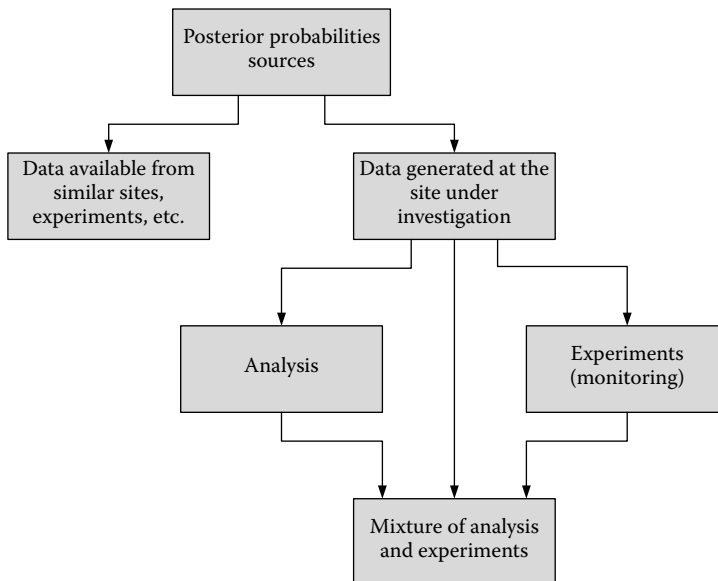 Posterior probabilities
sources
Data available from
similar sites,
experiments, etc.
Data generated at the
site under
investigation
Analysis
Experiments
(monitoring)
Mixture of analysis
and experiments